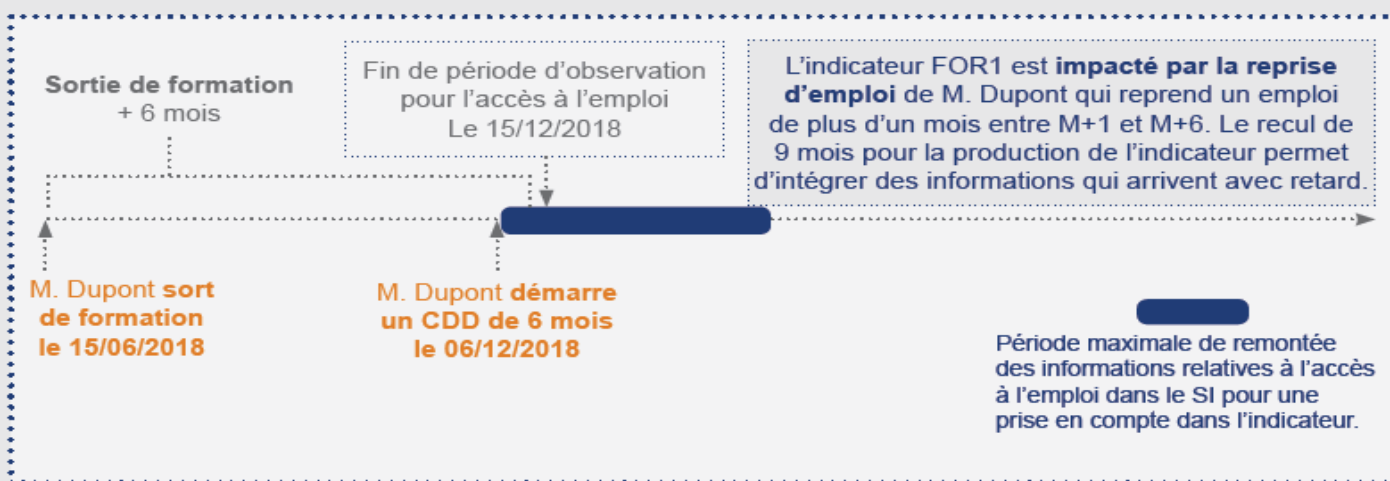 Sortie de formation
+ 6 mois
Fin de période d'observation
pour l'accès à l'emploi
Le 15/12/2018
L'indicateur FOR1 est impacté par la reprise
d'emploi de M. Dupont qui reprend un emploi
de plus d'un mois entre M+1 et M+6. Le recul de
9 mois pour la production de l'indicateur permet
d'intégrer des informations qui arrivent avec retard.
M. Dupont sort
de formation
le 15/06/2018
M. Dupont démarre
un CDD de 6 mois
le 06/12/2018
Période maximale de remontée
des informations relatives à l'accès
à l'emploi dans le SI pour une
prise en compte dans l'indicateur.